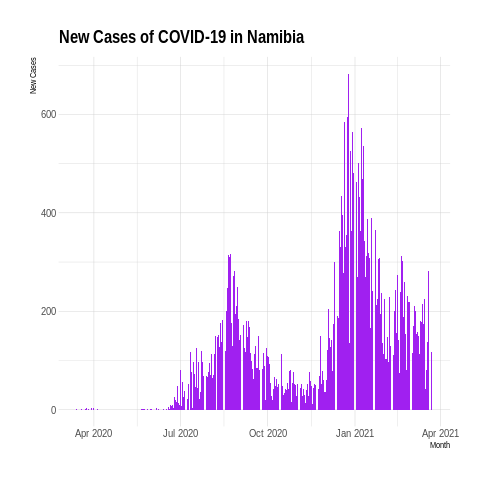 New Cases of COVID-19 in Namibia
New Cases
600
400
200
0
Apr 2020 Jul 2020 Oct 2020 Jan 2021 Apr 2021
Month